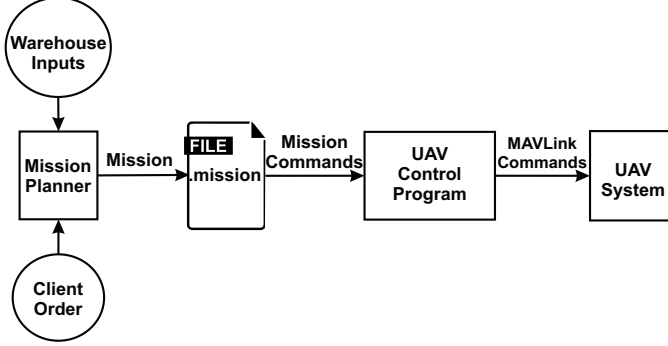 Warehouse
Inputs
Mission
Planner
Mission
FILE
.mission
Mission
Commands
UAV
Control
Program
MAVLink
Commands
UAV
System
Client
Order